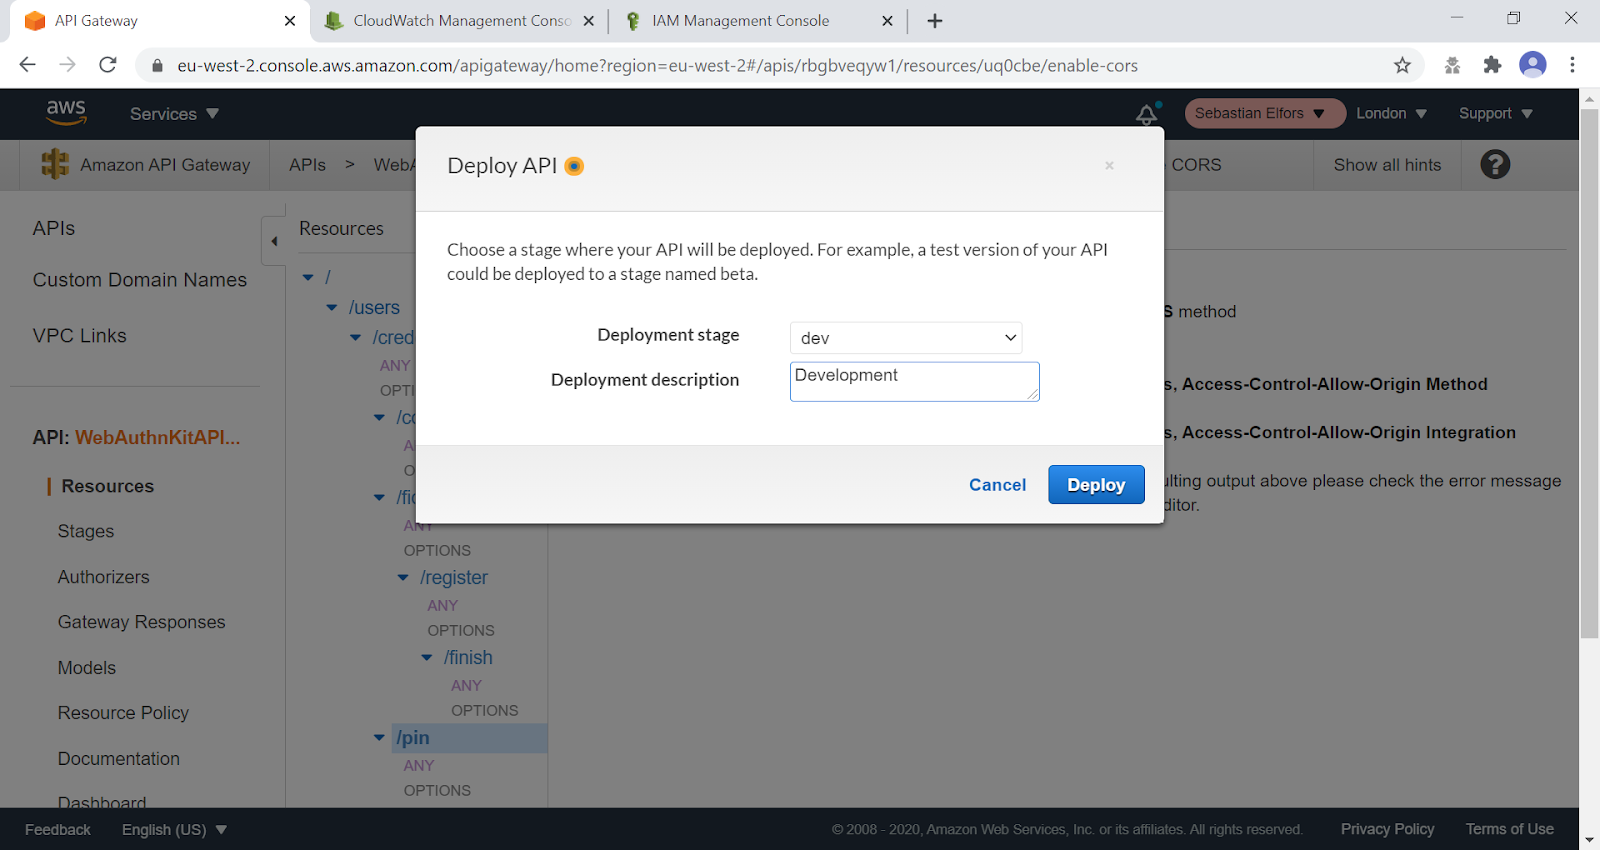 API Gateway
CloudWatch Management Conso
IAM Management Console
eu-west-2.console.aws.amazon.com/apigateway/home?region=eu-west-2#/apis/rbgbveqyw1/resources/uq0cbe/enable-cors
aws
Services
Sebastian Elfors
London
Support
Amazon API Gateway
APIs > WebA
CORS
Show all hints
?
Deploy API
×
Choose a stage where your API will be deployed. For example, a test version of your API
could be deployed to a stage named beta.
Deployment stage
dev
Deployment description
Development
Cancel
Deploy
APIs
Custom Domain Names
VPC Links
API: WebAuthnKitAPI...
Resources
Stages
Authorizers
Gateway Responses
Models
Resource Policy
Documentation
Dashboard
Resources
/
/users
/cred
ANY
OPTI
/co
A
O
/fi
ANY
OPTIONS
/register
ANY
OPTIONS
/finish
ANY
OPTIONS
/pin
ANY
OPTIONS
S method
s, Access-Control-Allow-Origin Method
s, Access-Control-Allow-Origin Integration
ulting output above please check the error message
ditor.
Feedback
English (US)
© 2008 - 2020, Amazon Web Services, Inc. or its affiliates. All rights reserved.
Privacy Policy
Terms of Use